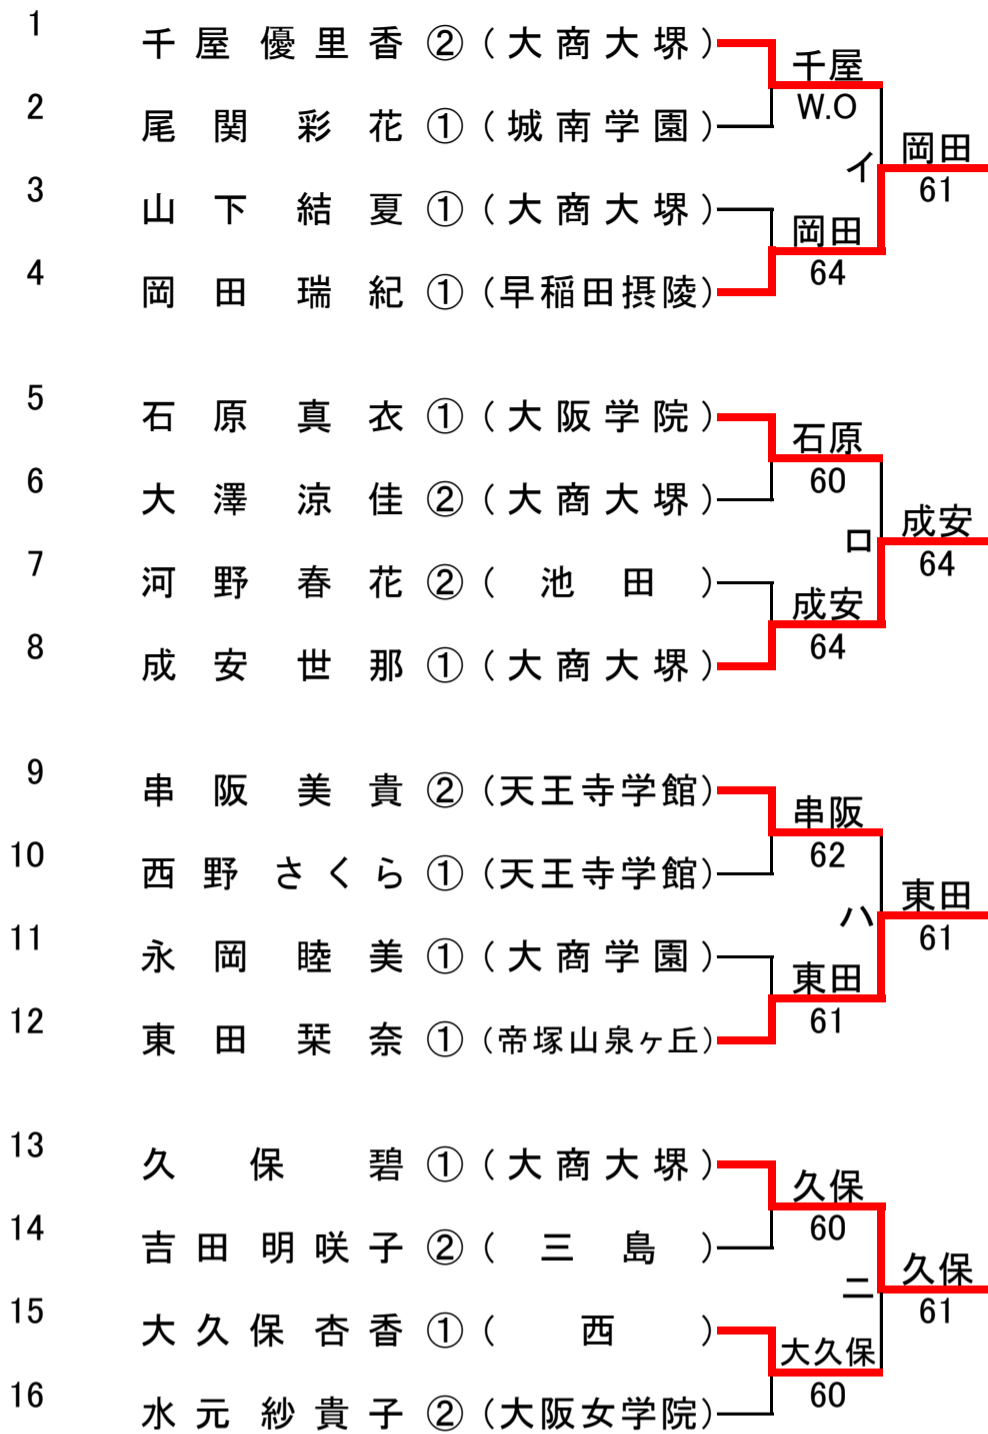 1 千屋優里香 ② (大商大堺)
千屋
W.O
2 尾関彩花 ① (城南学園)
イ
岡田
61
3 山下結夏 ① (大商大堺)
岡田
64
4 岡田瑞紀 ① (早稲田摂陵)
5 石原真衣 ① (大阪学院)
石原
60
6 大澤涼佳 ② (大商大堺)
ロ
成安
64
7 河野春花 ② (池田)
成安
64
8 成安世那 ① (大商大堺)
9 串阪美貴 ② (天王寺学館)
串阪
62
10 西野さくら ① (天王寺学館)
ハ
東田
61
11 永岡睦美 ① (大商学園)
東田
61
12 東田栞奈 ① (帝塚山泉ヶ丘)
13 久保碧 ① (大商大堺)
久保
60
14 吉田明咲子 ② (三島)
ニ
久保
61
15 大久保杏香 ① (西)
大久保
60
16 水元紗貴子 ② (大阪女学院)